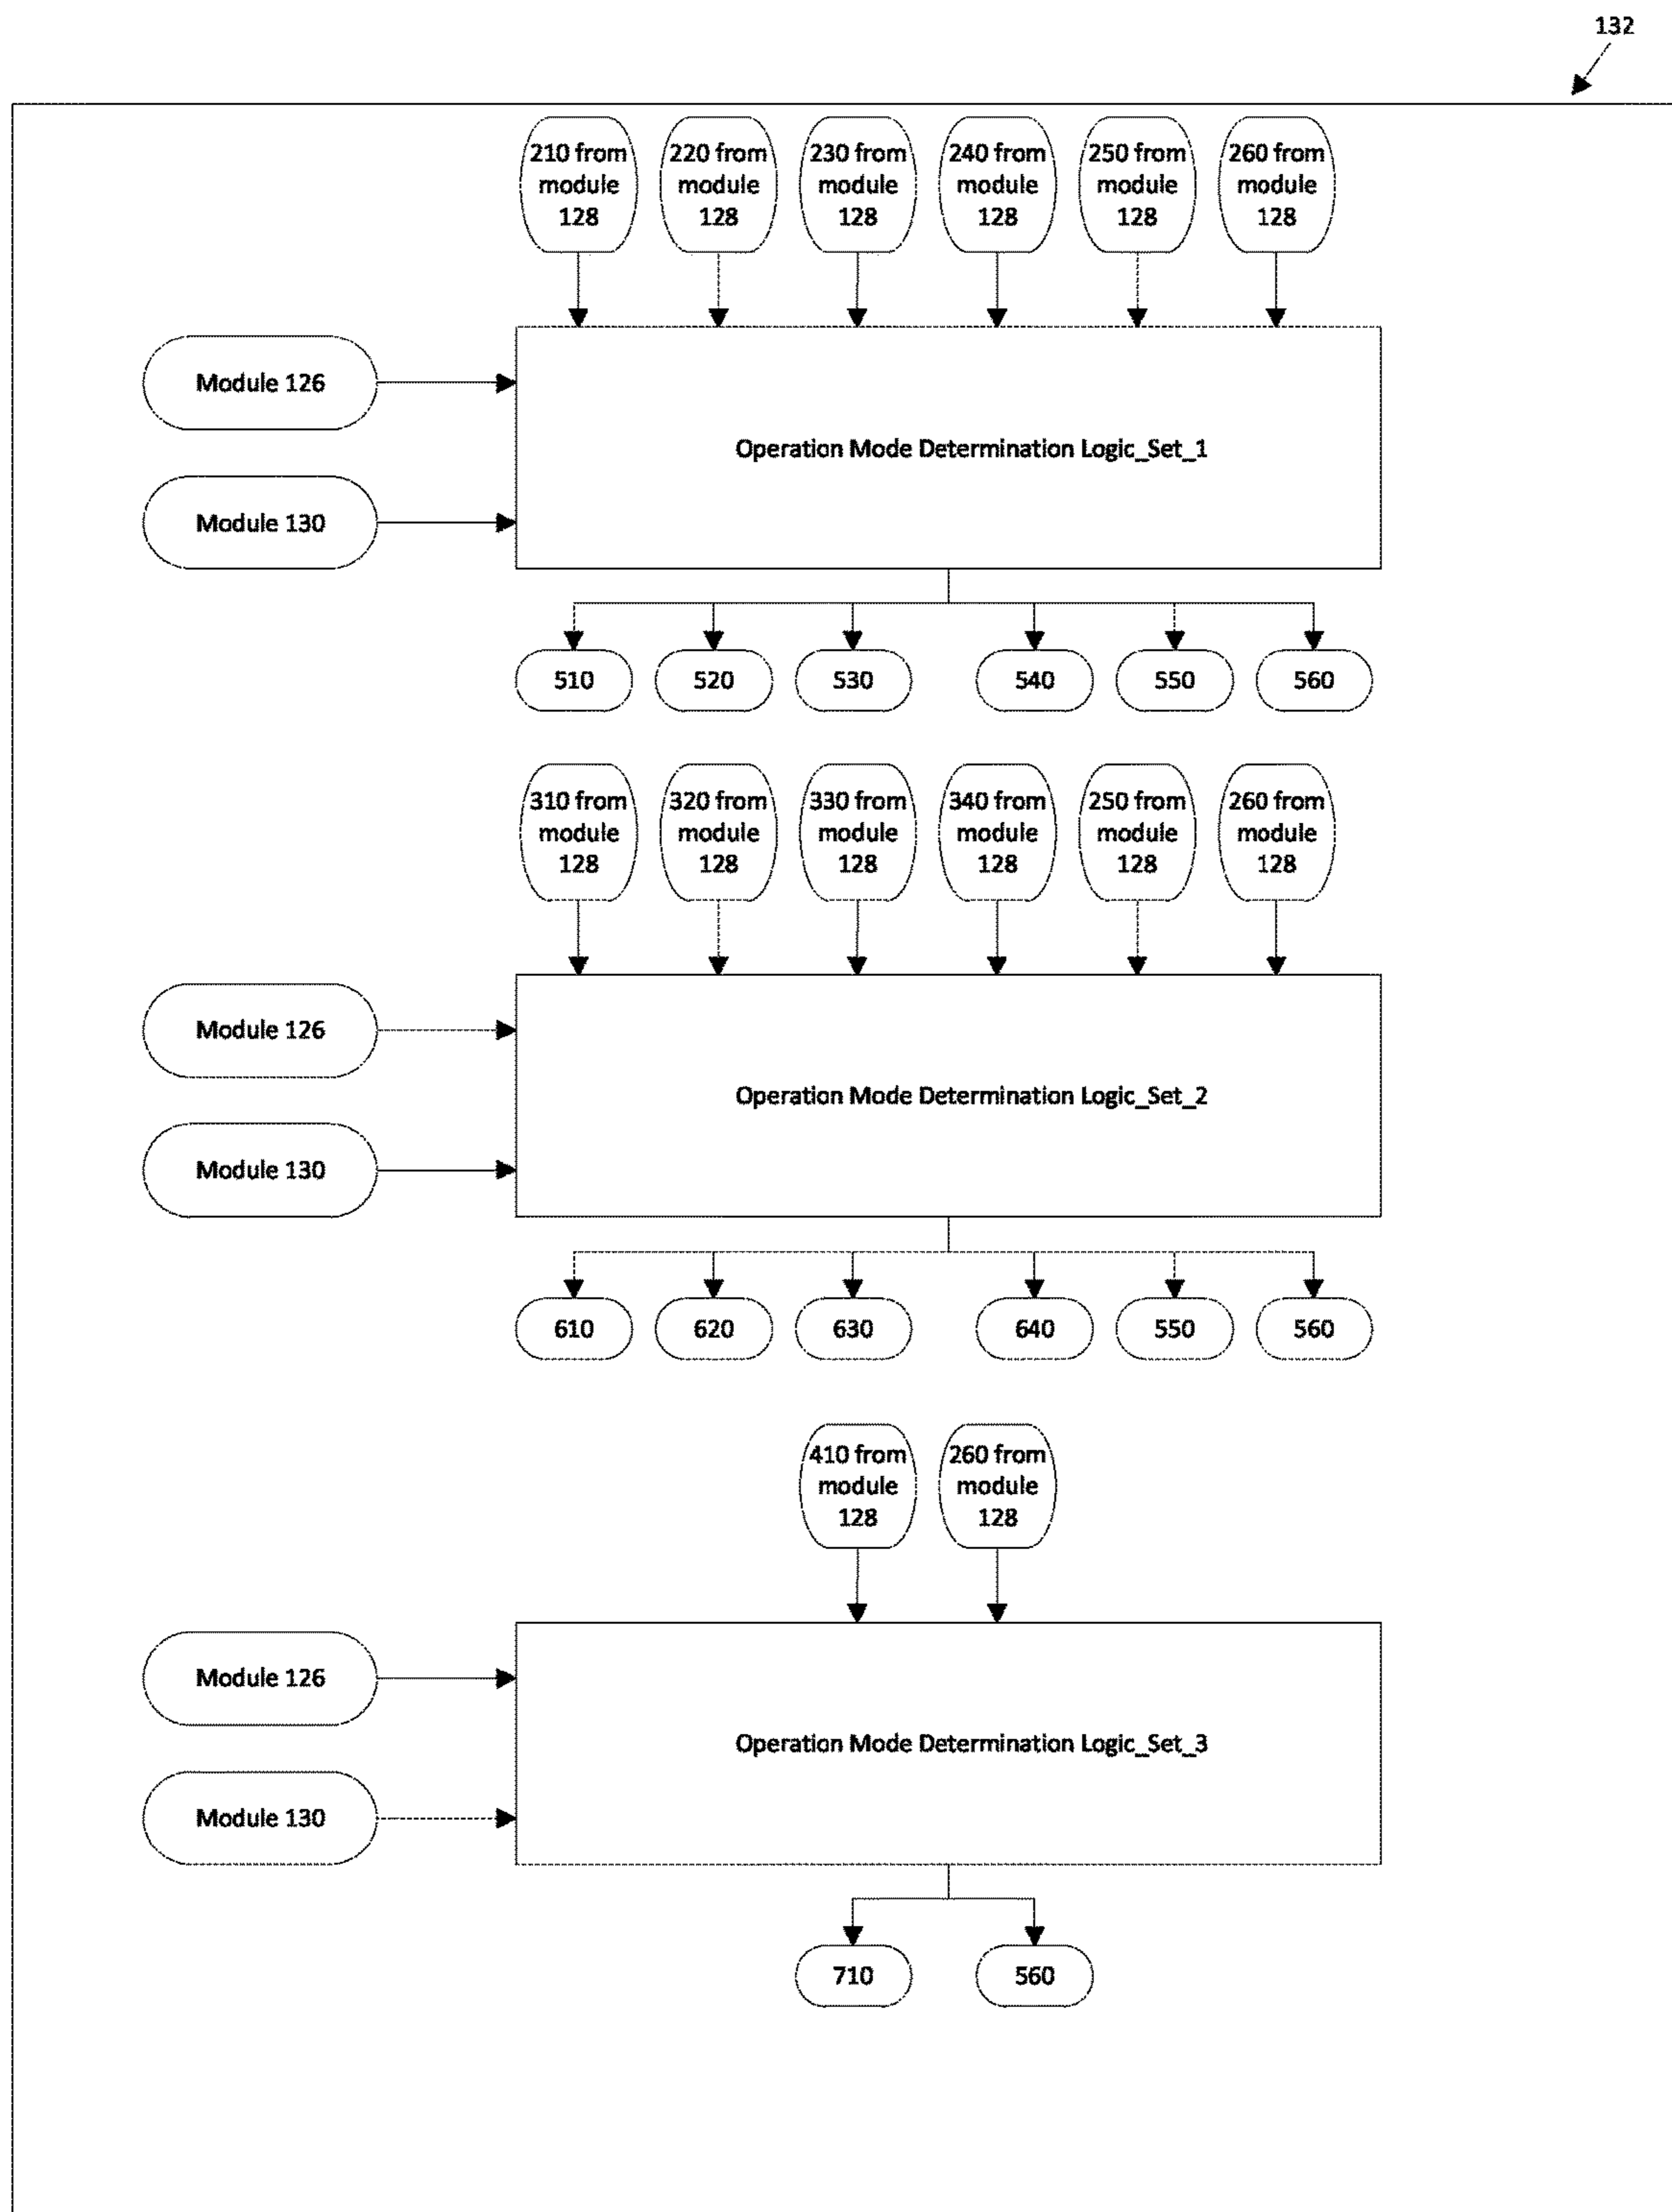 132
210 from
module
128
220 from
module
128
230 from
module
128
240 from
module
128
250 from
module
128
260 from
module
128
Module 126
Module 130
Operation Mode Determination Logic_Set_1
510
520
530
540
550
560
310 from
module
128
320 from
module
128
330 from
module
128
340 from
module
128
250 from
module
128
260 from
module
128
Module 126
Module 130
Operation Mode Determination Logic_Set_2
610
620
630
640
550
560
410 from
module
128
260 from
module
128
Module 126
Module 130
Operation Mode Determination Logic_Set_3
710
560